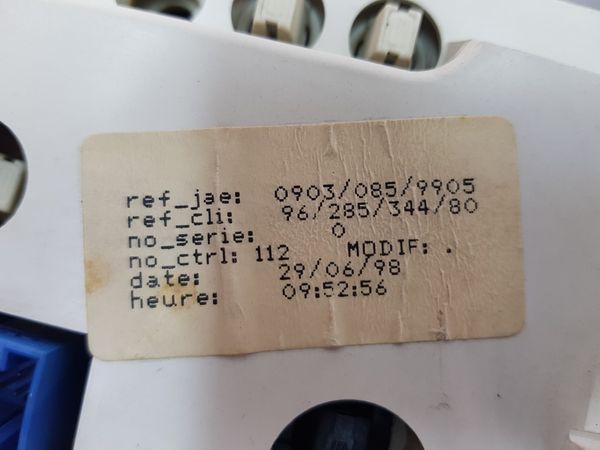 ref_jae: 0903/085/9905
ref_cli: 96/285/344/80
no_serie: 0
no_ctrl: 112 MODIF: .
date: 29/06/98
heure: 09:52:56